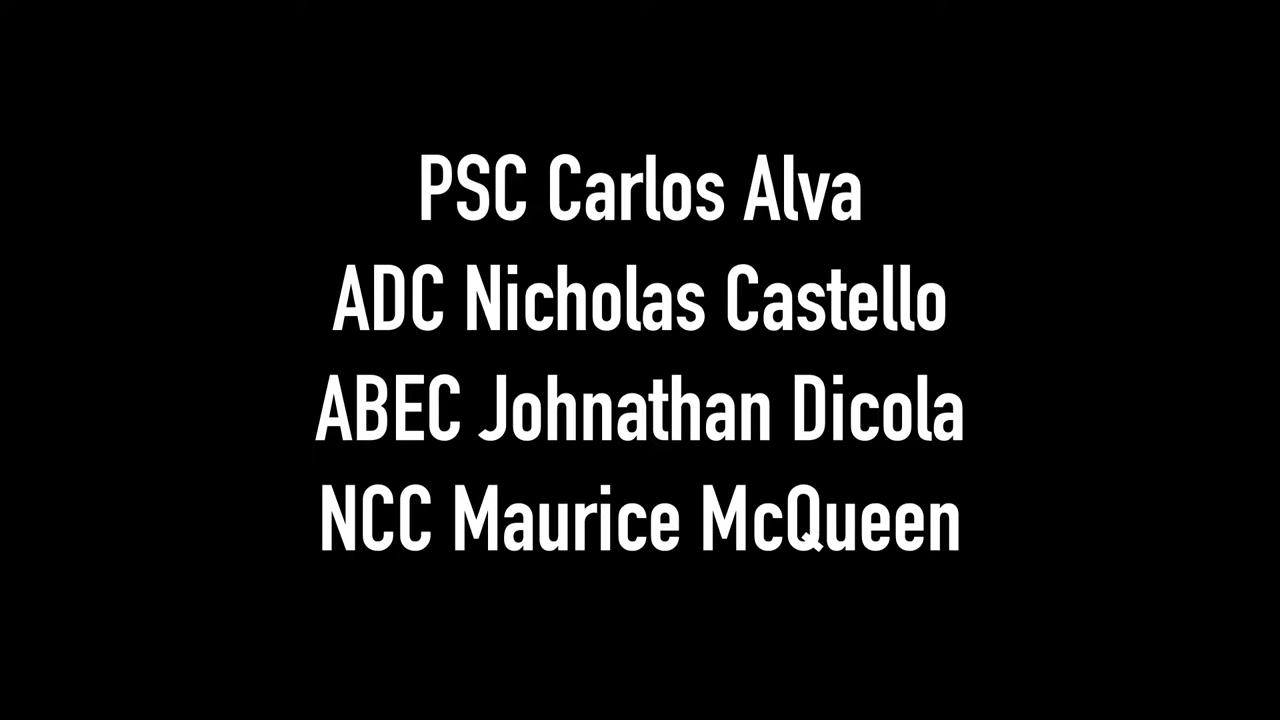 PSC Carlos Alva
ADC Nicholas Castello
ABEC Johnathan Dicola
NCC Maurice McQueen